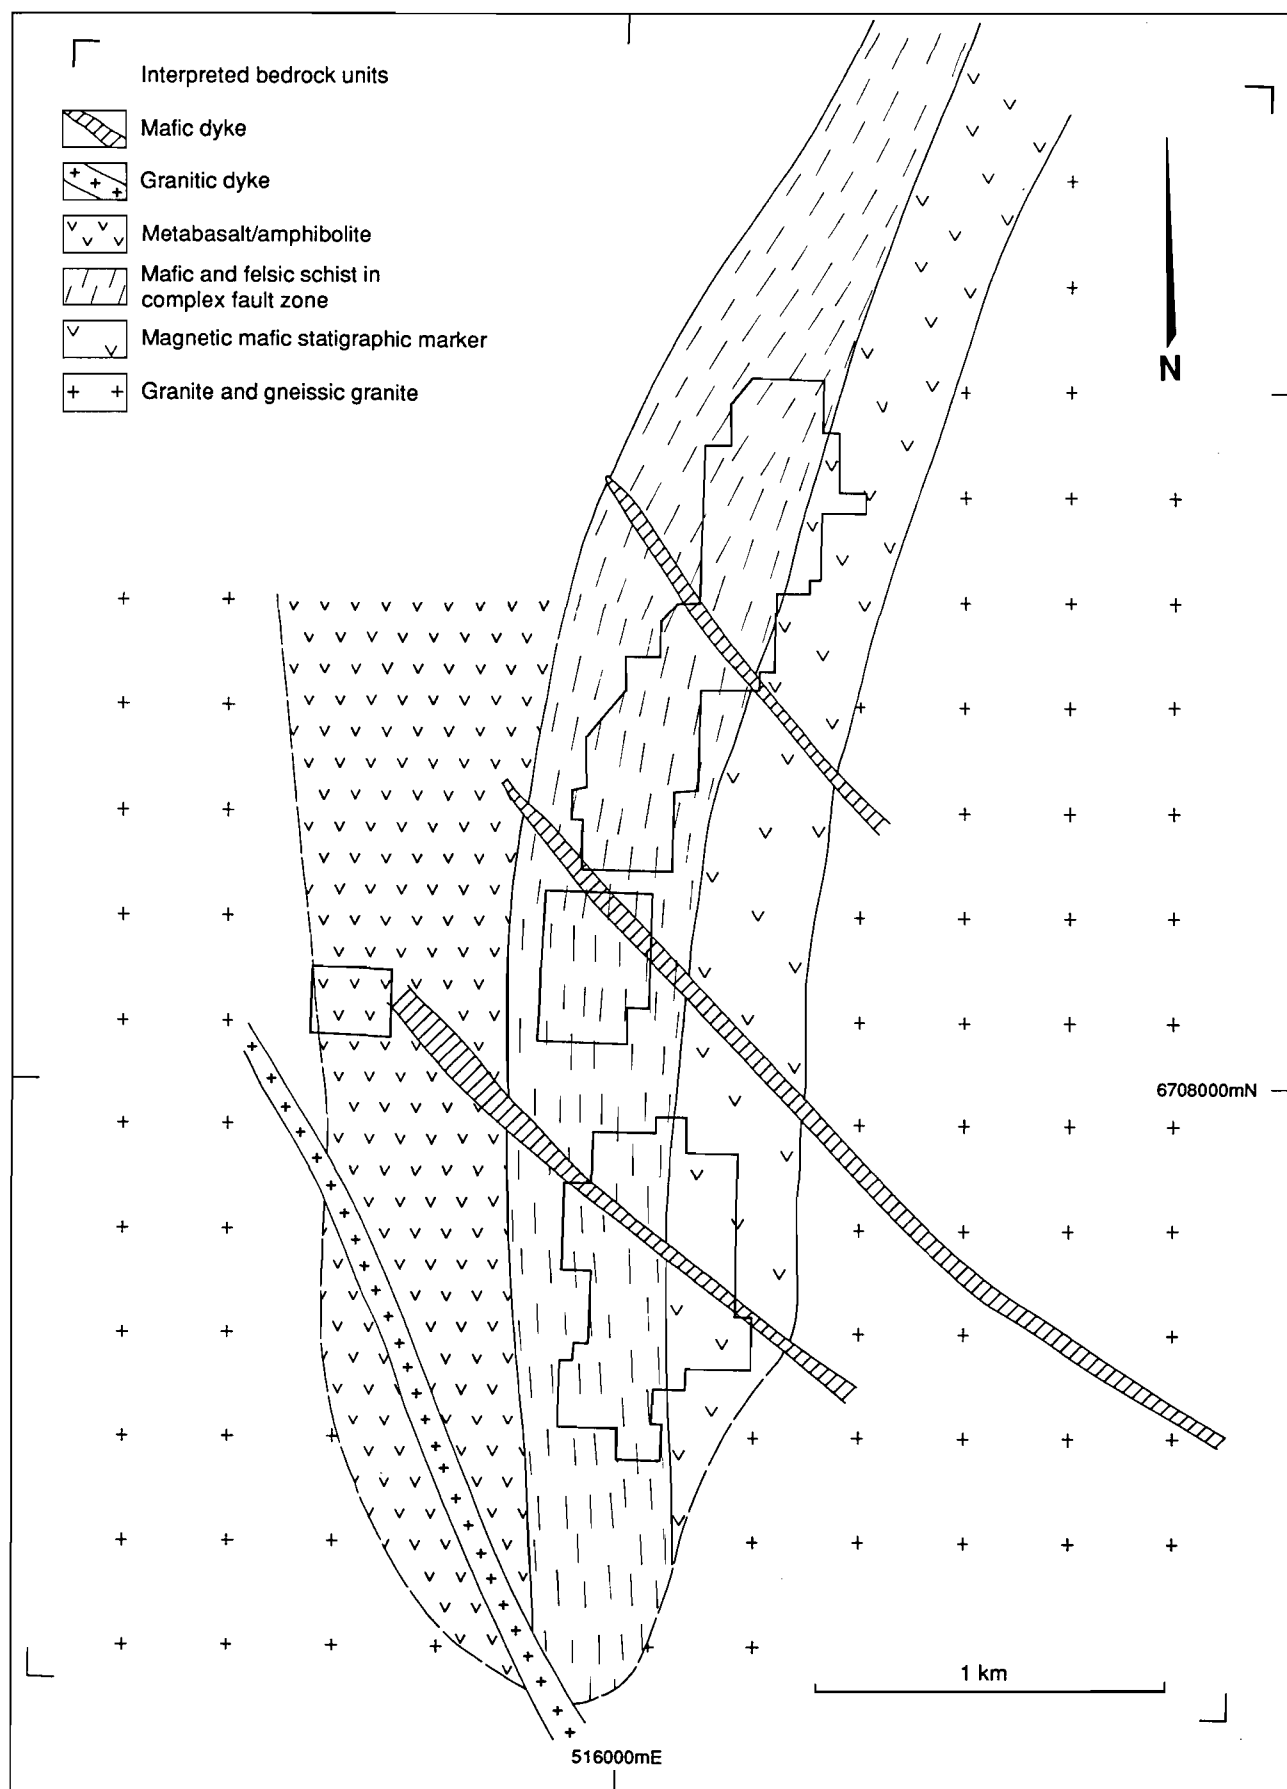 Interpreted bedrock units
Mafic dyke
Granitic dyke
Metabasalt/amphibolite
Mafic and felsic schist in
complex fault zone
Magnetic mafic statigraphic marker
Granite and gneissic granite
N
6708000mN
1 km
516000mE